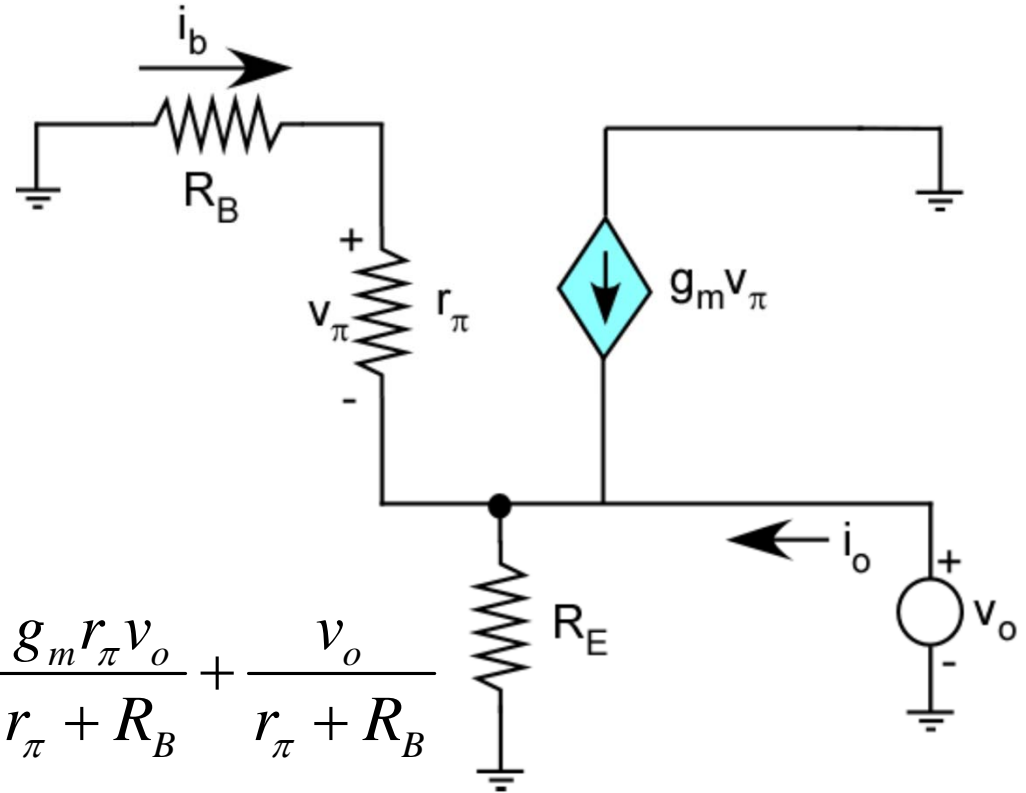 i_b
R_B
+
v_π
r_π
-
g_m v_π
i_o
+
v_o
-
R_E
g_m r_π v_o / (r_π + R_B) + v_o / (r_π + R_B)